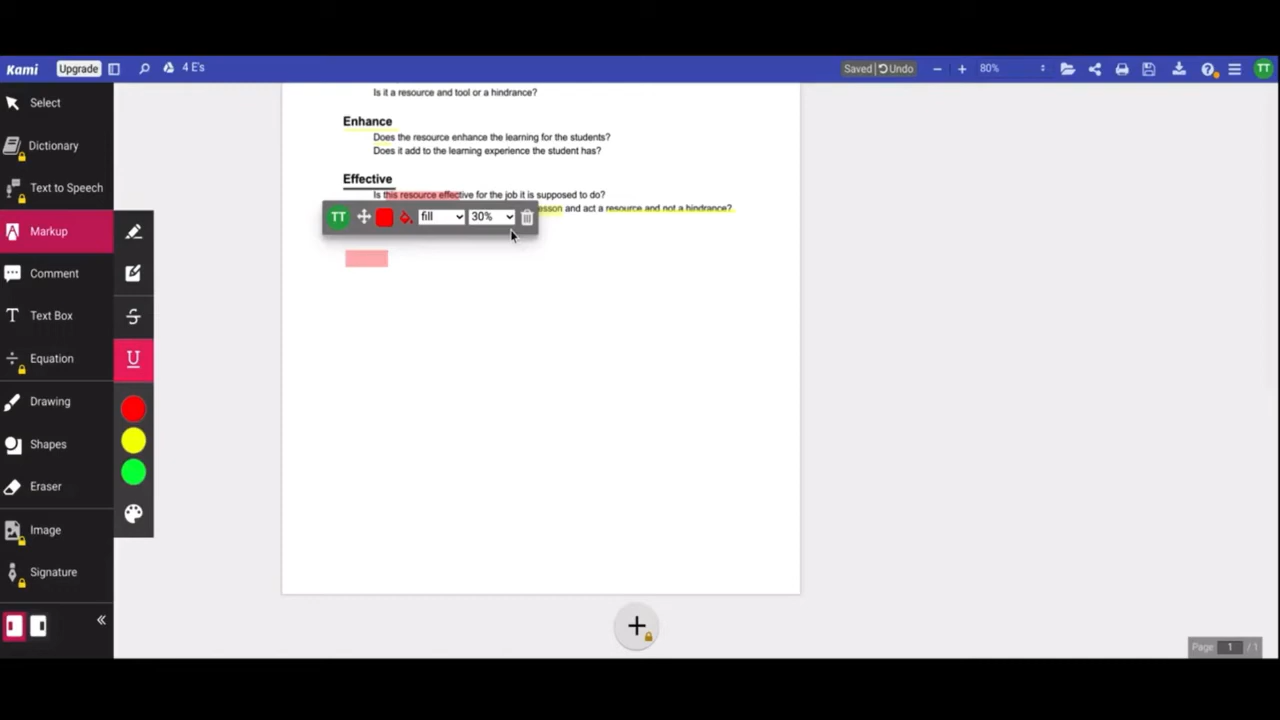 Kami Upgrade 4 E's Saved Undo 80% TT
Select
Dictionary
Text to Speech
Markup
Comment
Text Box
Equation
Drawing
Shapes
Eraser
Image
Signature
Is it a resource and tool or a hindrance?
Enhance
Does the resource enhance the learning for the students?
Does it add to the learning experience the student has?
Effective
Is this resource effective for the job it is supposed to do?
esson and act a resource and not a hindrance?
TT fill 30%
U
Page 1 / 1